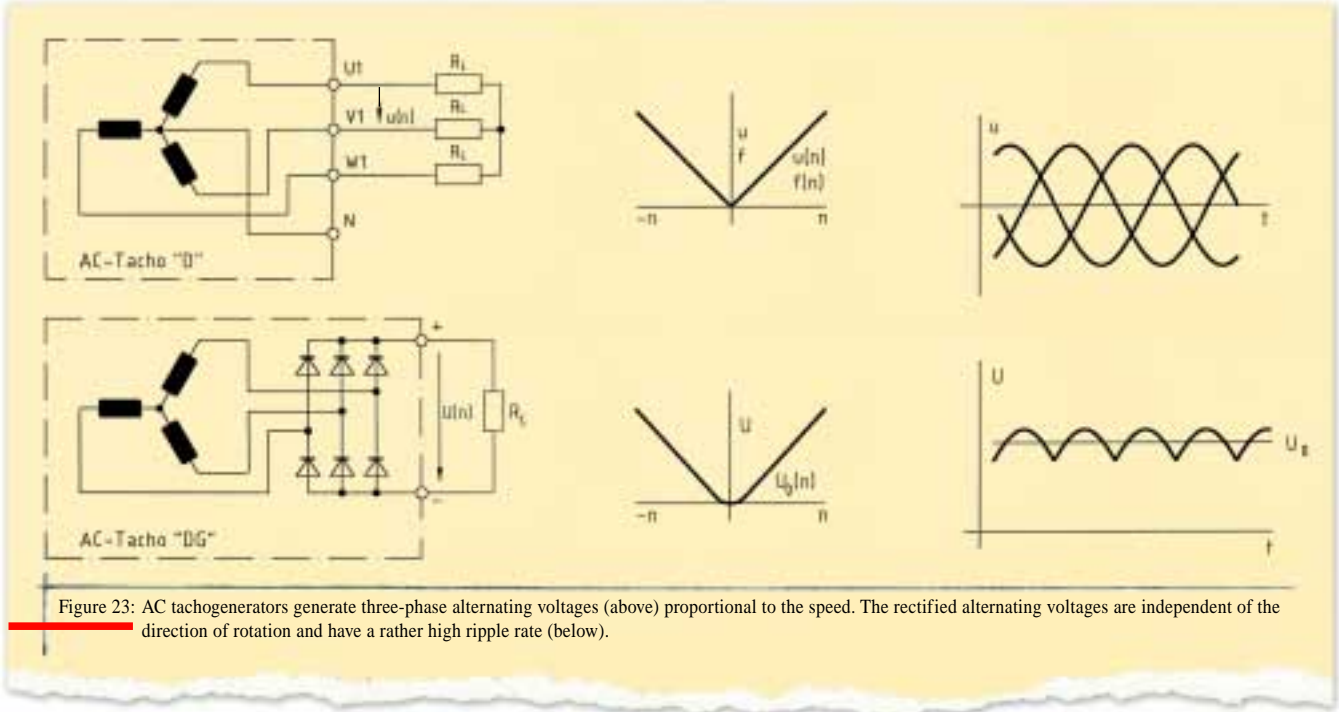 U1
R_L
V1
u(n)
R_L
W1
R_L
N
AC-Tacho "D"
u
f
u(n)
f(n)
-n
n
u
t
+
U(n)
R_L
-
AC-Tacho "DG"
U
U_0(n)
-n
n
U
t
Figure 23: AC tachogenerators generate three-phase alternating voltages (above) proportional to the speed. The rectified alternating voltages are independent of the
direction of rotation and have a rather high ripple rate (below).